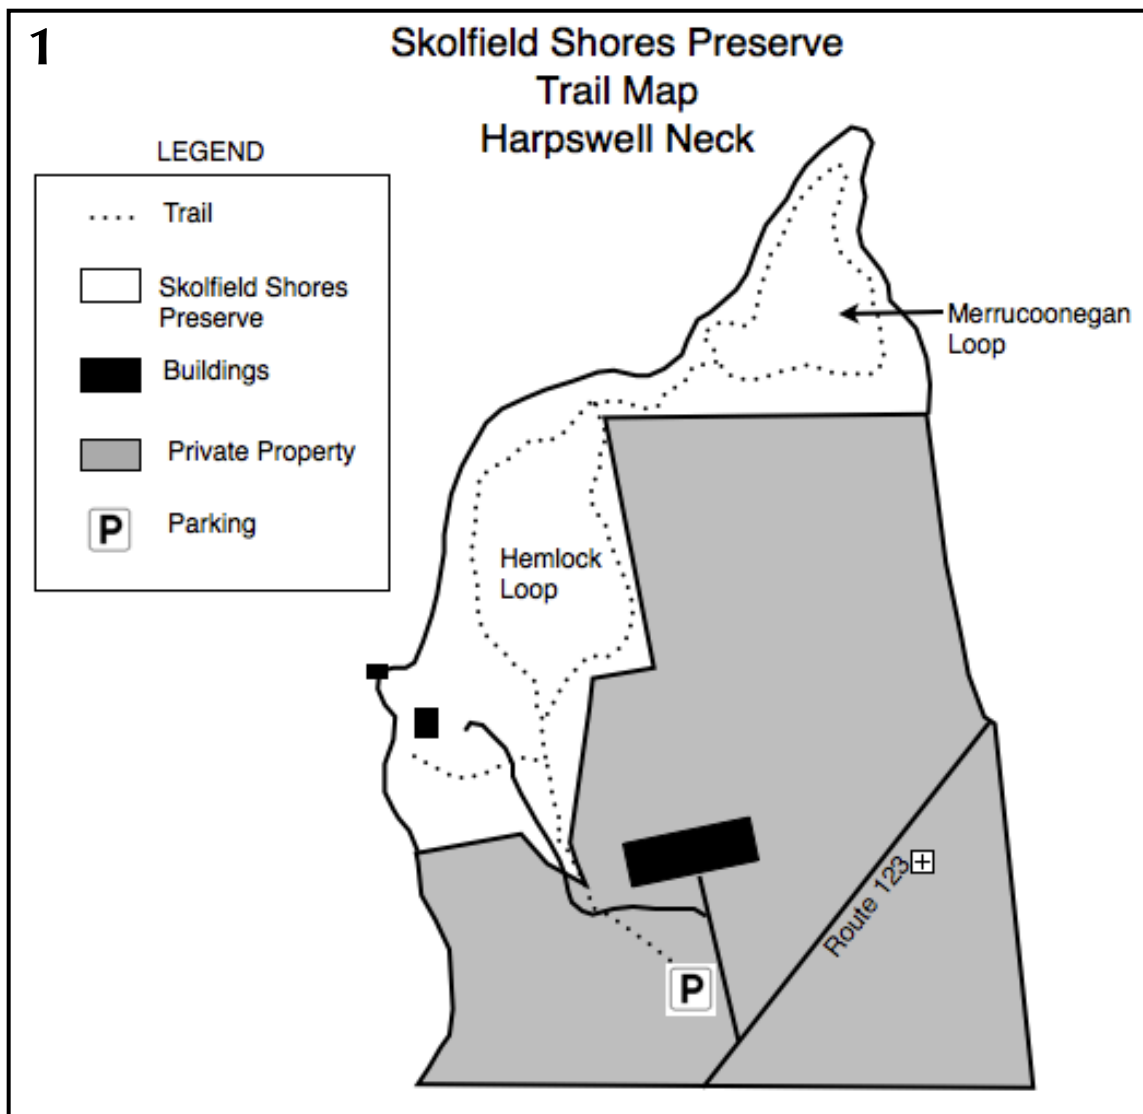 1
Skolfield Shores Preserve
Trail Map
Harpswell Neck
LEGEND
Trail
Skolfield Shores
Preserve
Buildings
Private Property
P
Parking
Merrucoonegan
Loop
Hemlock
Loop
Route 123
P